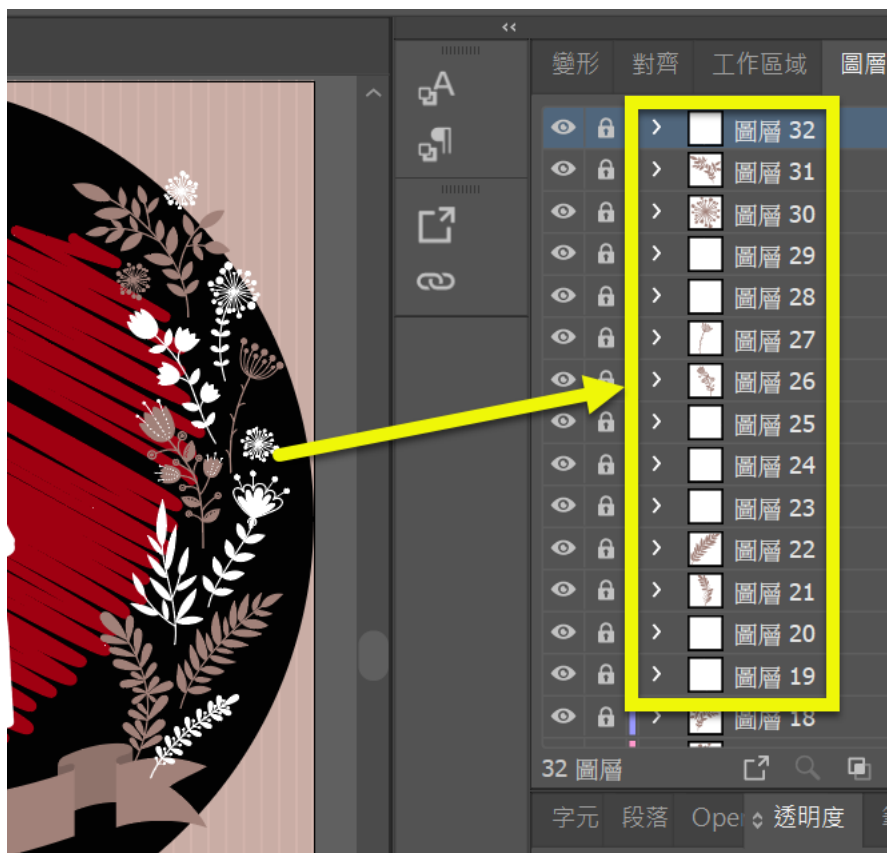 變形 對齊 工作區域 圖層
圖層 32
圖層 31
圖層 30
圖層 29
圖層 28
圖層 27
圖層 26
圖層 25
圖層 24
圖層 23
圖層 22
圖層 21
圖層 20
圖層 19
圖層 18
32 圖層
字元 段落 Ope 透明度